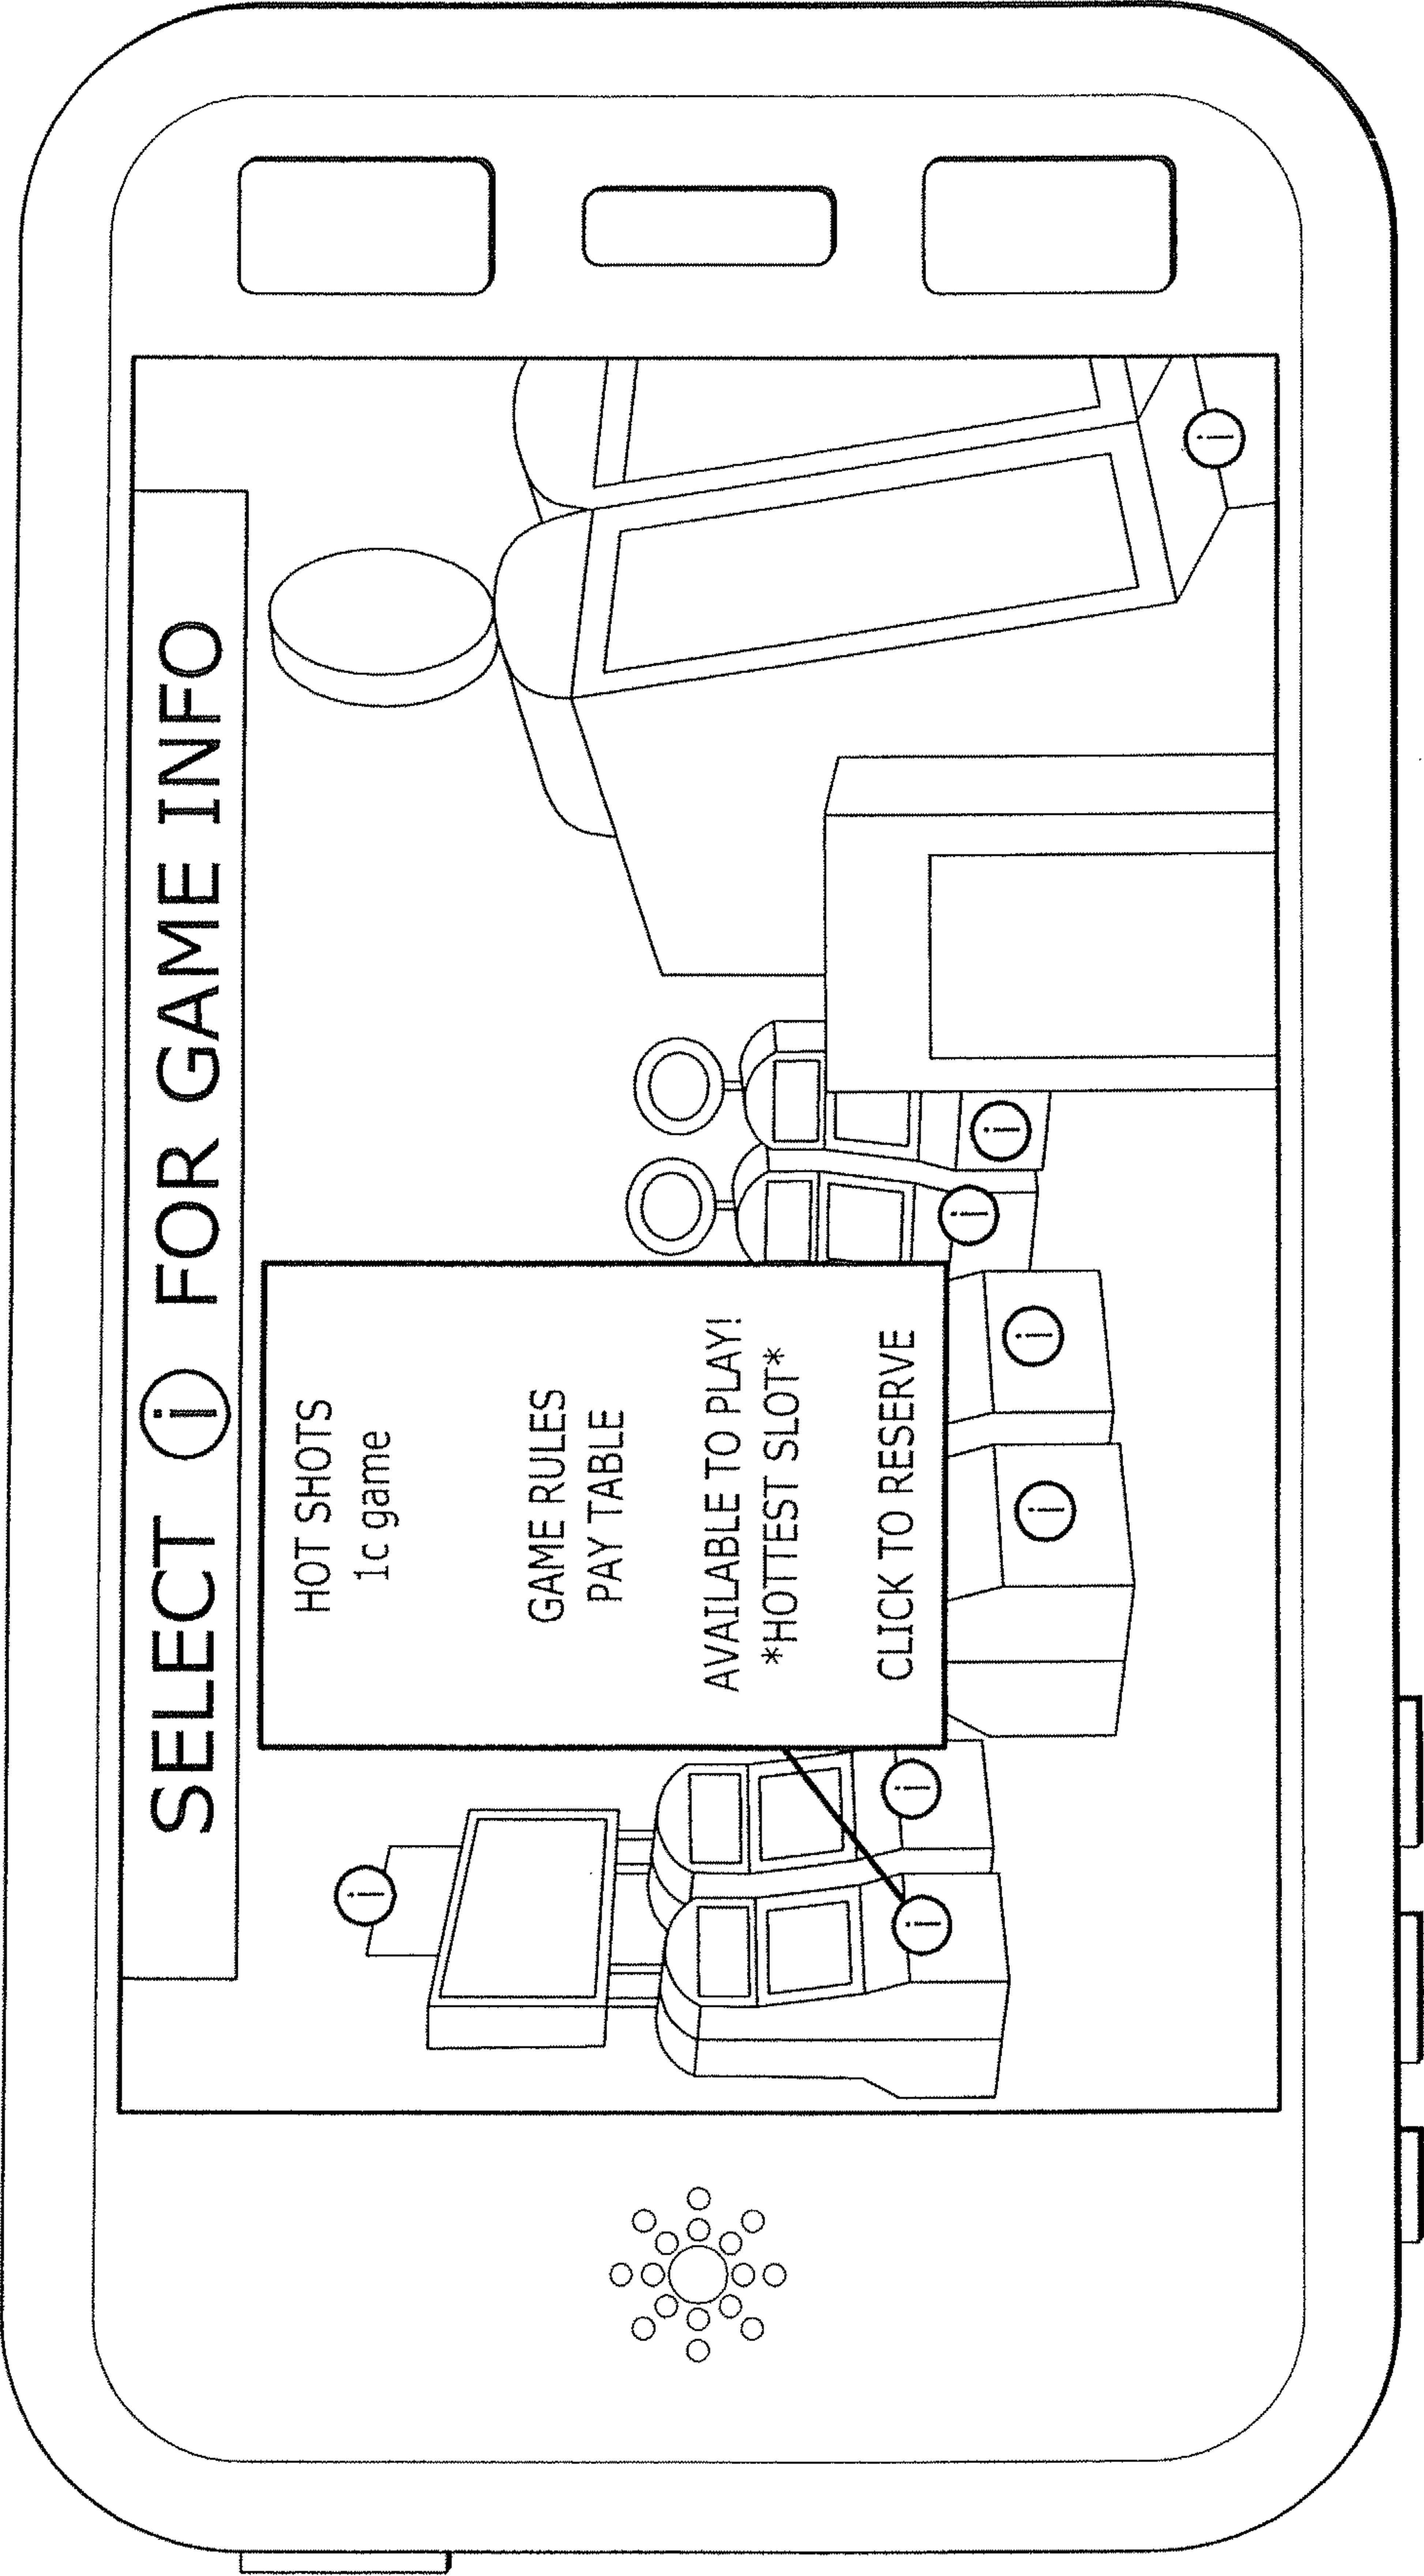 SELECT i FOR GAME INFO
HOT SHOTS
1c game
GAME RULES
PAY TABLE
AVAILABLE TO PLAY!
*HOTTEST SLOT*
CLICK TO RESERVE
i
i
i
i
i
i
i
i